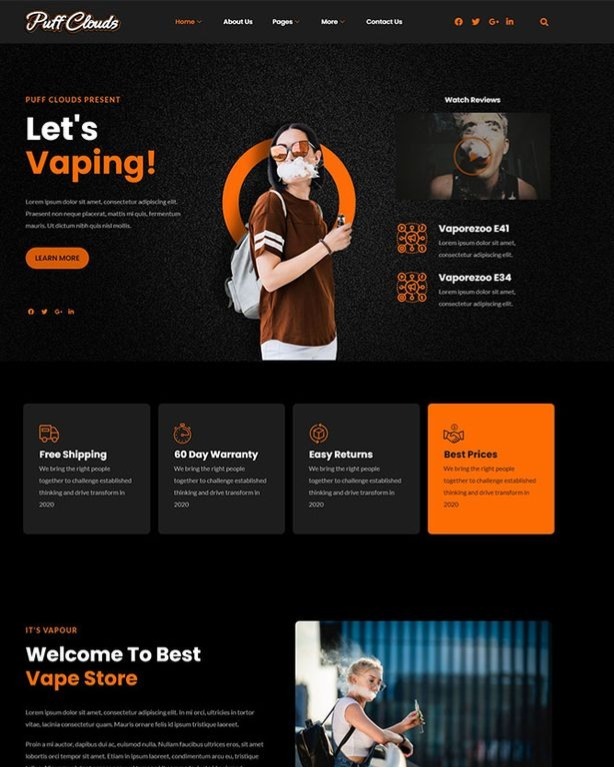 Puff Clouds
Home
About Us
Pages
More
Contact Us
PUFF CLOUDS PRESENT
Let's
Vaping!
Lorem ipsum dolor sit amet, consectetur adipiscing elit.
Praesent non neque placerat, mattis mi quis, fermentum
mauris. Ut dictum nibh quis nisl mollis.
LEARN MORE
Watch Reviews
Vaporezoo E41
Lorem ipsum dolor sit amet,
consectetur adipiscing elit.
Vaporezoo E34
Lorem ipsum dolor sit amet,
consectetur adipiscing elit.
Free Shipping
We bring the right people
together to challenge established
thinking and drive transform in
2020
60 Day Warranty
We bring the right people
together to challenge established
thinking and drive transform in
2020
Easy Returns
We bring the right people
together to challenge established
thinking and drive transform in
2020
Best Prices
We bring the right people
together to challenge established
thinking and drive transform in
2020
IT'S VAPOUR
Welcome To Best
Vape Store
Lorem ipsum dolor sit amet, consectetur adipiscing elit. In mi orci, ultricies in tortor
vitae, lacinia consectetur quam. Mauris ornare felis id ipsum tristique laoreet.
Proin a mi auctor, dapibus dui ac, euismod nulla. Nullam faucibus ultrices eros, sit amet
lobortis orci tempor sit amet. Etiam in ipsum laoreet, condimentum arcu eu, tristique